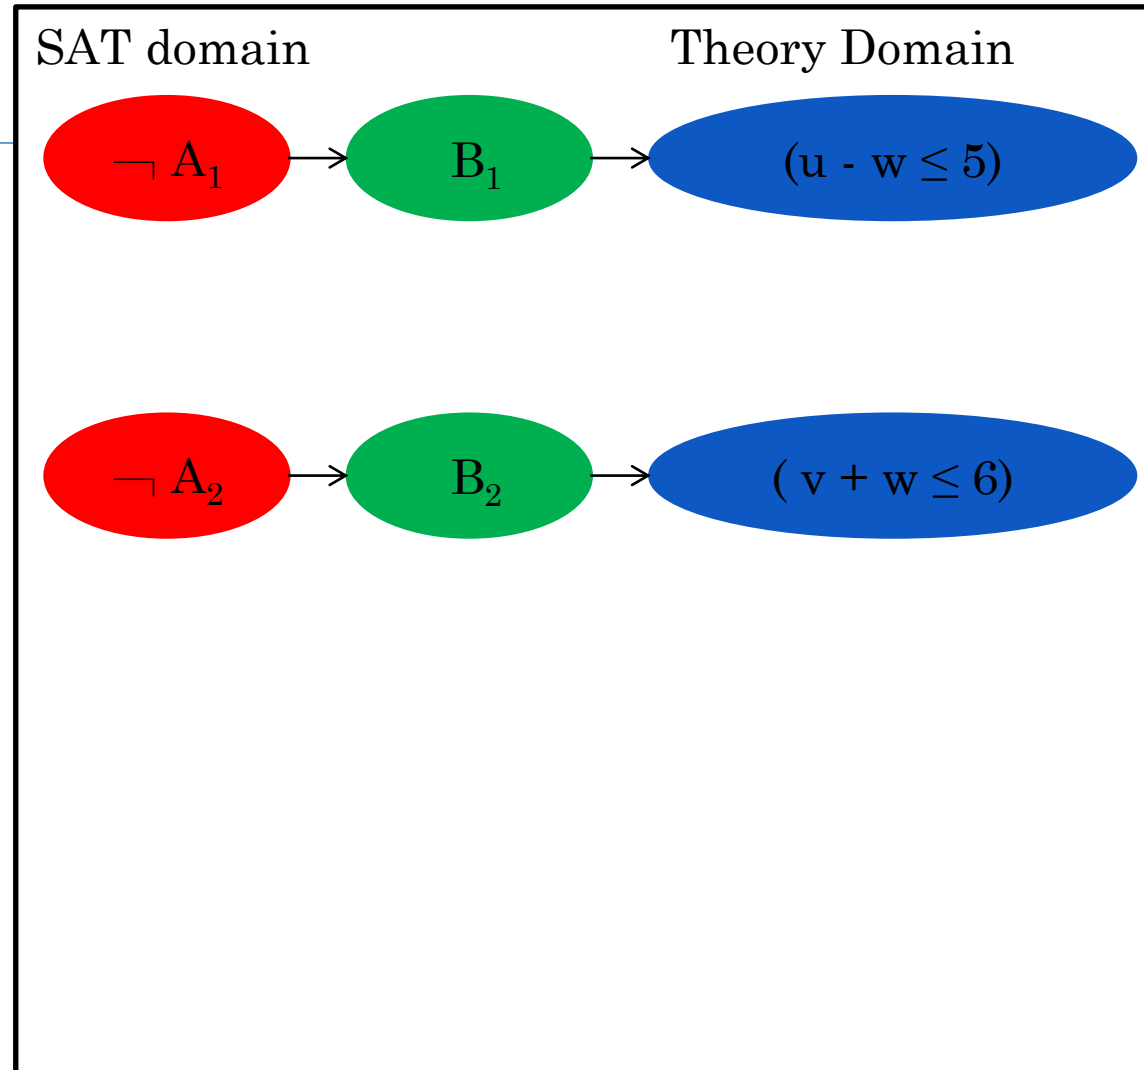 SAT domain Theory Domain
¬ A₁ B₁ (u - w ≤ 5)
¬ A₂ B₂ ( v + w ≤ 6)